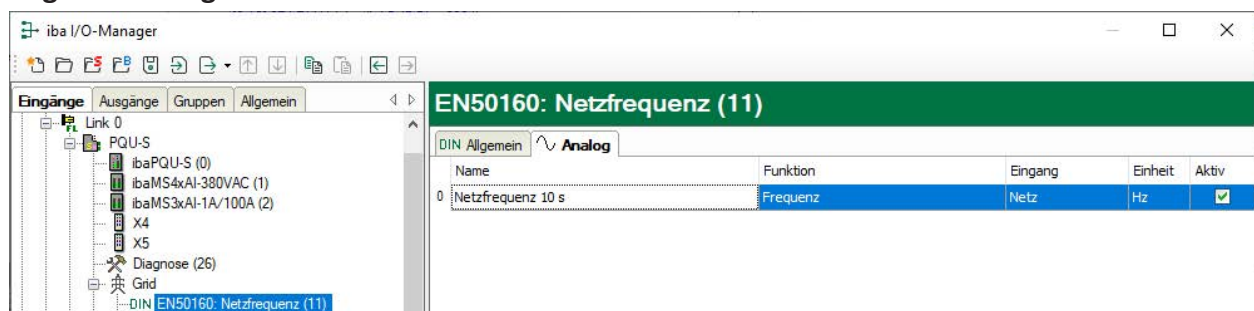 iba I/O-Manager
Eingänge Ausgänge Gruppen Allgemein
Link 0
PQU-S
ibaPQU-S (0)
ibaMS4xAI-380VAC (1)
ibaMS3xAI-1A/100A (2)
X4
X5
Diagnose (26)
Grid
DIN EN50160: Netzfrequenz (11)
EN50160: Netzfrequenz (11)
DIN Allgemein Analog
Name Funktion Eingang Einheit Aktiv
0 Netzfrequenz 10 s Frequenz Netz Hz